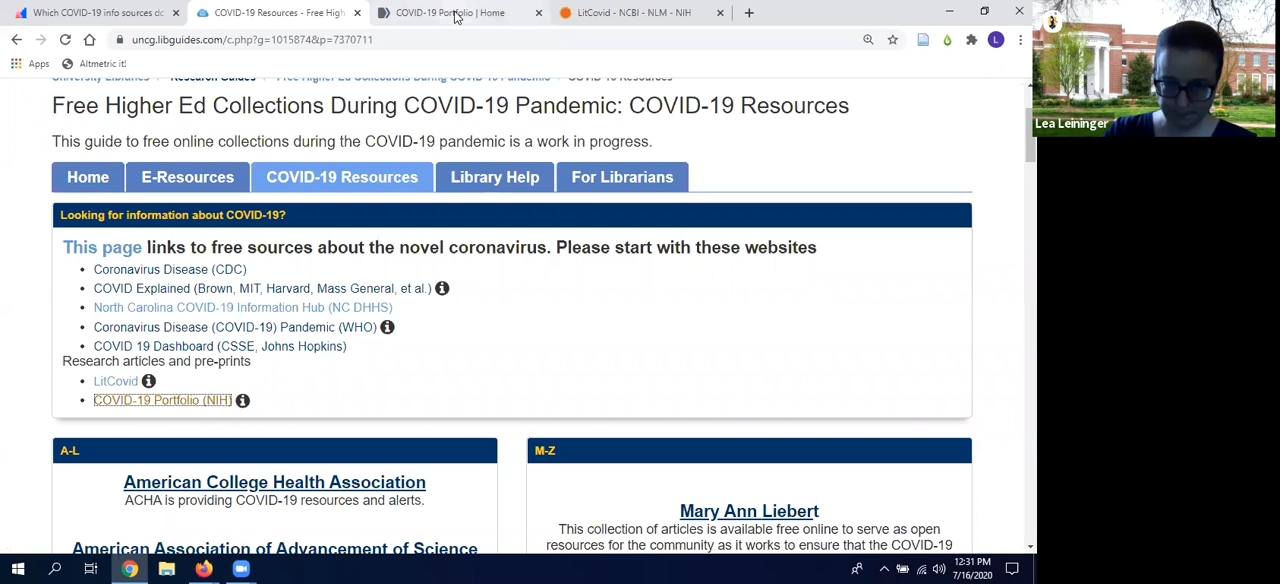 Which COVID-19 info sources do
COVID-19 Resources - Free High
COVID-19 Portfolio | Home
LitCovid - NCBI - NLM - NIH
uncg.libguides.com/c.php?g=1015874&p=7370711
L
Apps
Altmetric it!
University Libraries
Research Guides
Free Higher Ed Collections During COVID-19 Pandemic
COVID-19 Resources
Free Higher Ed Collections During COVID-19 Pandemic: COVID-19 Resources
This guide to free online collections during the COVID-19 pandemic is a work in progress.
Home
E-Resources
COVID-19 Resources
Library Help
For Librarians
Looking for information about COVID-19?
This page links to free sources about the novel coronavirus. Please start with these websites
• Coronavirus Disease (CDC)
• COVID Explained (Brown, MIT, Harvard, Mass General, et al.)
• North Carolina COVID-19 Information Hub (NC DHHS)
• Coronavirus Disease (COVID-19) Pandemic (WHO)
• COVID 19 Dashboard (CSSE, Johns Hopkins)
Research articles and pre-prints
• LitCovid
• COVID-19 Portfolio (NIH)
A-L
American College Health Association
ACHA is providing COVID-19 resources and alerts.
American Association of Advancement of Science
M-Z
Mary Ann Liebert
This collection of articles is available free online to serve as open
resources for the community as it works to ensure that the COVID-19
Lea Leininger
12:31 PM
7/16/2020